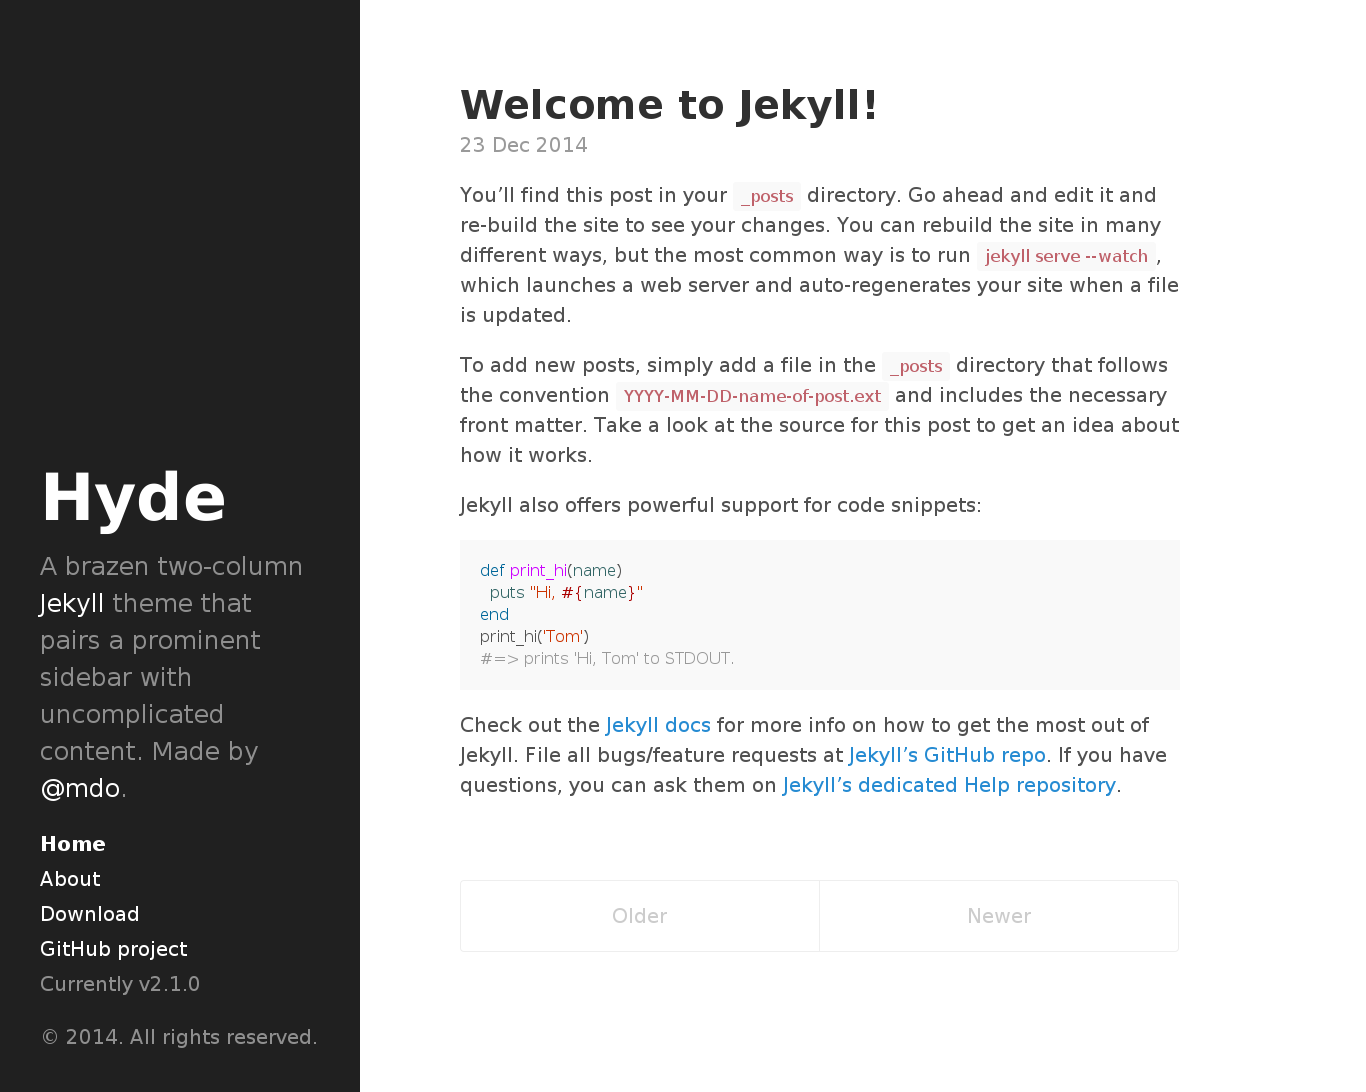 Hyde
A brazen two-column
Jekyll theme that
pairs a prominent
sidebar with
uncomplicated
content. Made by
@mdo.
Home
About
Download
GitHub project
Currently v2.1.0
© 2014. All rights reserved.
Welcome to Jekyll!
23 Dec 2014
You’ll find this post in your _posts directory. Go ahead and edit it and
re-build the site to see your changes. You can rebuild the site in many
different ways, but the most common way is to run jekyll serve --watch,
which launches a web server and auto-regenerates your site when a file
is updated.
To add new posts, simply add a file in the _posts directory that follows
the convention YYYY-MM-DD-name-of-post.ext and includes the necessary
front matter. Take a look at the source for this post to get an idea about
how it works.
Jekyll also offers powerful support for code snippets:
def print_hi(name)
  puts "Hi, #{name}"
end
print_hi('Tom')
#=> prints 'Hi, Tom' to STDOUT.
Check out the Jekyll docs for more info on how to get the most out of
Jekyll. File all bugs/feature requests at Jekyll’s GitHub repo. If you have
questions, you can ask them on Jekyll’s dedicated Help repository.
Older
Newer